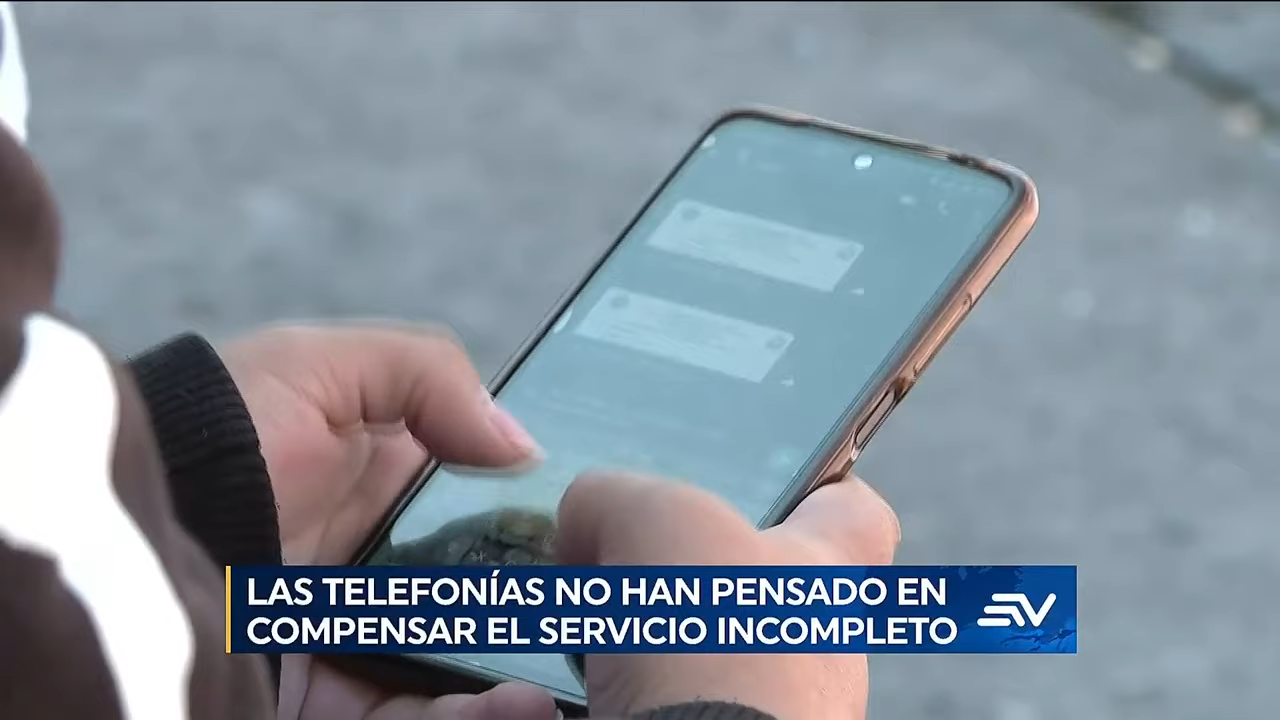 LAS TELEFONÍAS NO HAN PENSADO EN
COMPENSAR EL SERVICIO INCOMPLETO